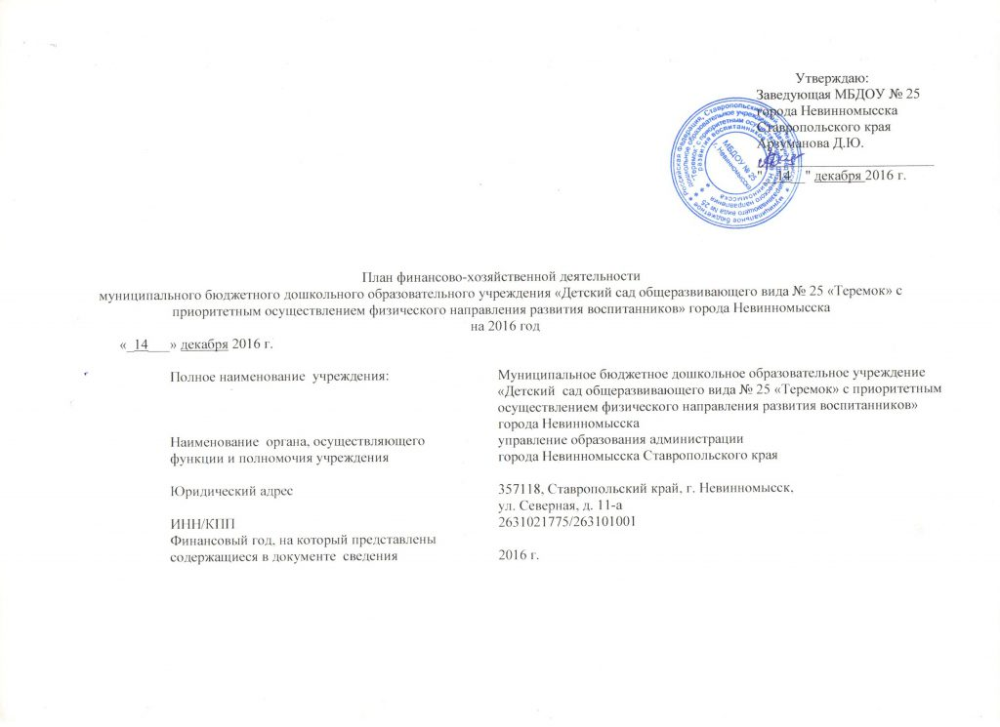 Утверждаю:
Заведующая МБДОУ № 25
города Невинномысска
Ставропольского края
Арзуманова Д.Ю.
"__14__" декабря 2016 г.
МБДОУ № 25
г. Невинномысска
План финансово-хозяйственной деятельности
муниципального бюджетного дошкольного образовательного учреждения «Детский сад общеразвивающего вида № 25 «Теремок» с
приоритетным осуществлением физического направления развития воспитанников» города Невинномысска
на 2016 год
«_14___» декабря 2016 г.
Полное наименование учреждения:
Муниципальное бюджетное дошкольное образовательное учреждение
«Детский сад общеразвивающего вида № 25 «Теремок» с приоритетным
осуществлением физического направления развития воспитанников»
города Невинномысска
Наименование органа, осуществляющего
функции и полномочия учреждения
управление образования администрации
города Невинномысска Ставропольского края
Юридический адрес
357118, Ставропольский край, г. Невинномысск,
ул. Северная, д. 11-а
ИНН/КПП
2631021775/263101001
Финансовый год, на который представлены
содержащиеся в документе сведения
2016 г.